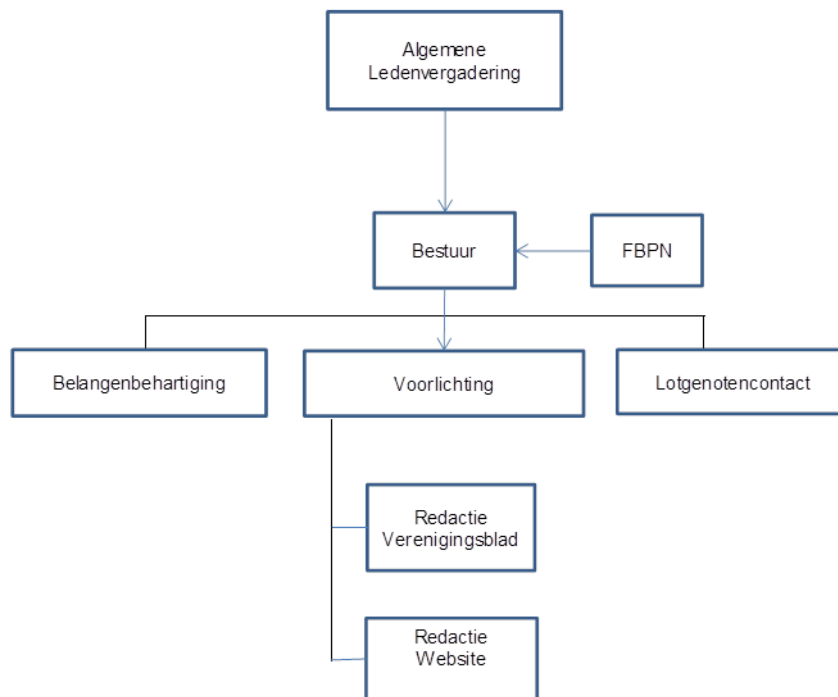 Algemene
Ledenvergadering
Bestuur
FBPN
Belangenbehartiging
Voorlichting
Lotgenotencontact
Redactie
Verenigingsblad
Redactie
Website